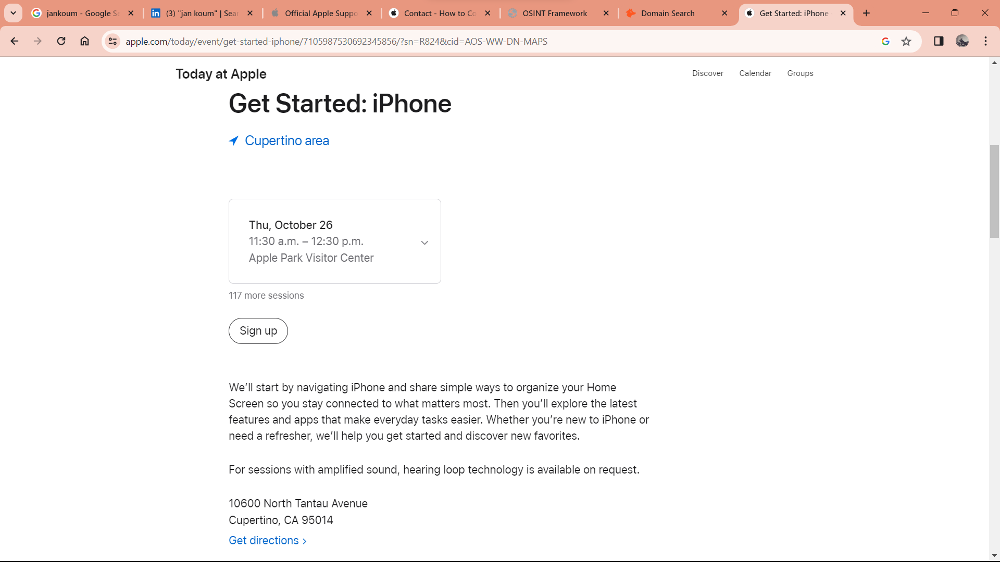 jankoum - Google Se
(3) "jan koum" | Sear
Official Apple Suppo
Contact - How to Co
OSINT Framework
Domain Search
Get Started: iPhone
apple.com/today/event/get-started-iphone/7105987530692345856/?sn=R824&cid=AOS-WW-DN-MAPS
Today at Apple
Discover
Calendar
Groups
Get Started: iPhone
Cupertino area
Thu, October 26
11:30 a.m. – 12:30 p.m.
Apple Park Visitor Center
117 more sessions
Sign up
We’ll start by navigating iPhone and share simple ways to organize your Home
Screen so you stay connected to what matters most. Then you’ll explore the latest
features and apps that make everyday tasks easier. Whether you’re new to iPhone or
need a refresher, we’ll help you get started and discover new favorites.
For sessions with amplified sound, hearing loop technology is available on request.
10600 North Tantau Avenue
Cupertino, CA 95014
Get directions ›